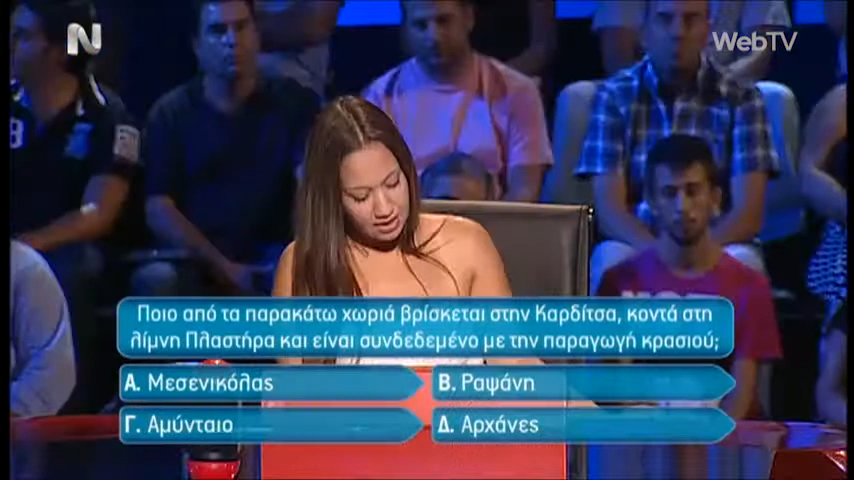 N
WebTV
Ποιο από τα παρακάτω χωριά βρίσκεται στην Καρδίτσα, κοντά στη
λίμνη Πλαστήρα και είναι συνδεδεμένο με την παραγωγή κρασιού;
Α. Μεσενικόλας
Β. Ραψάνη
Γ. Αμύνταιο
Δ. Αρχάνες